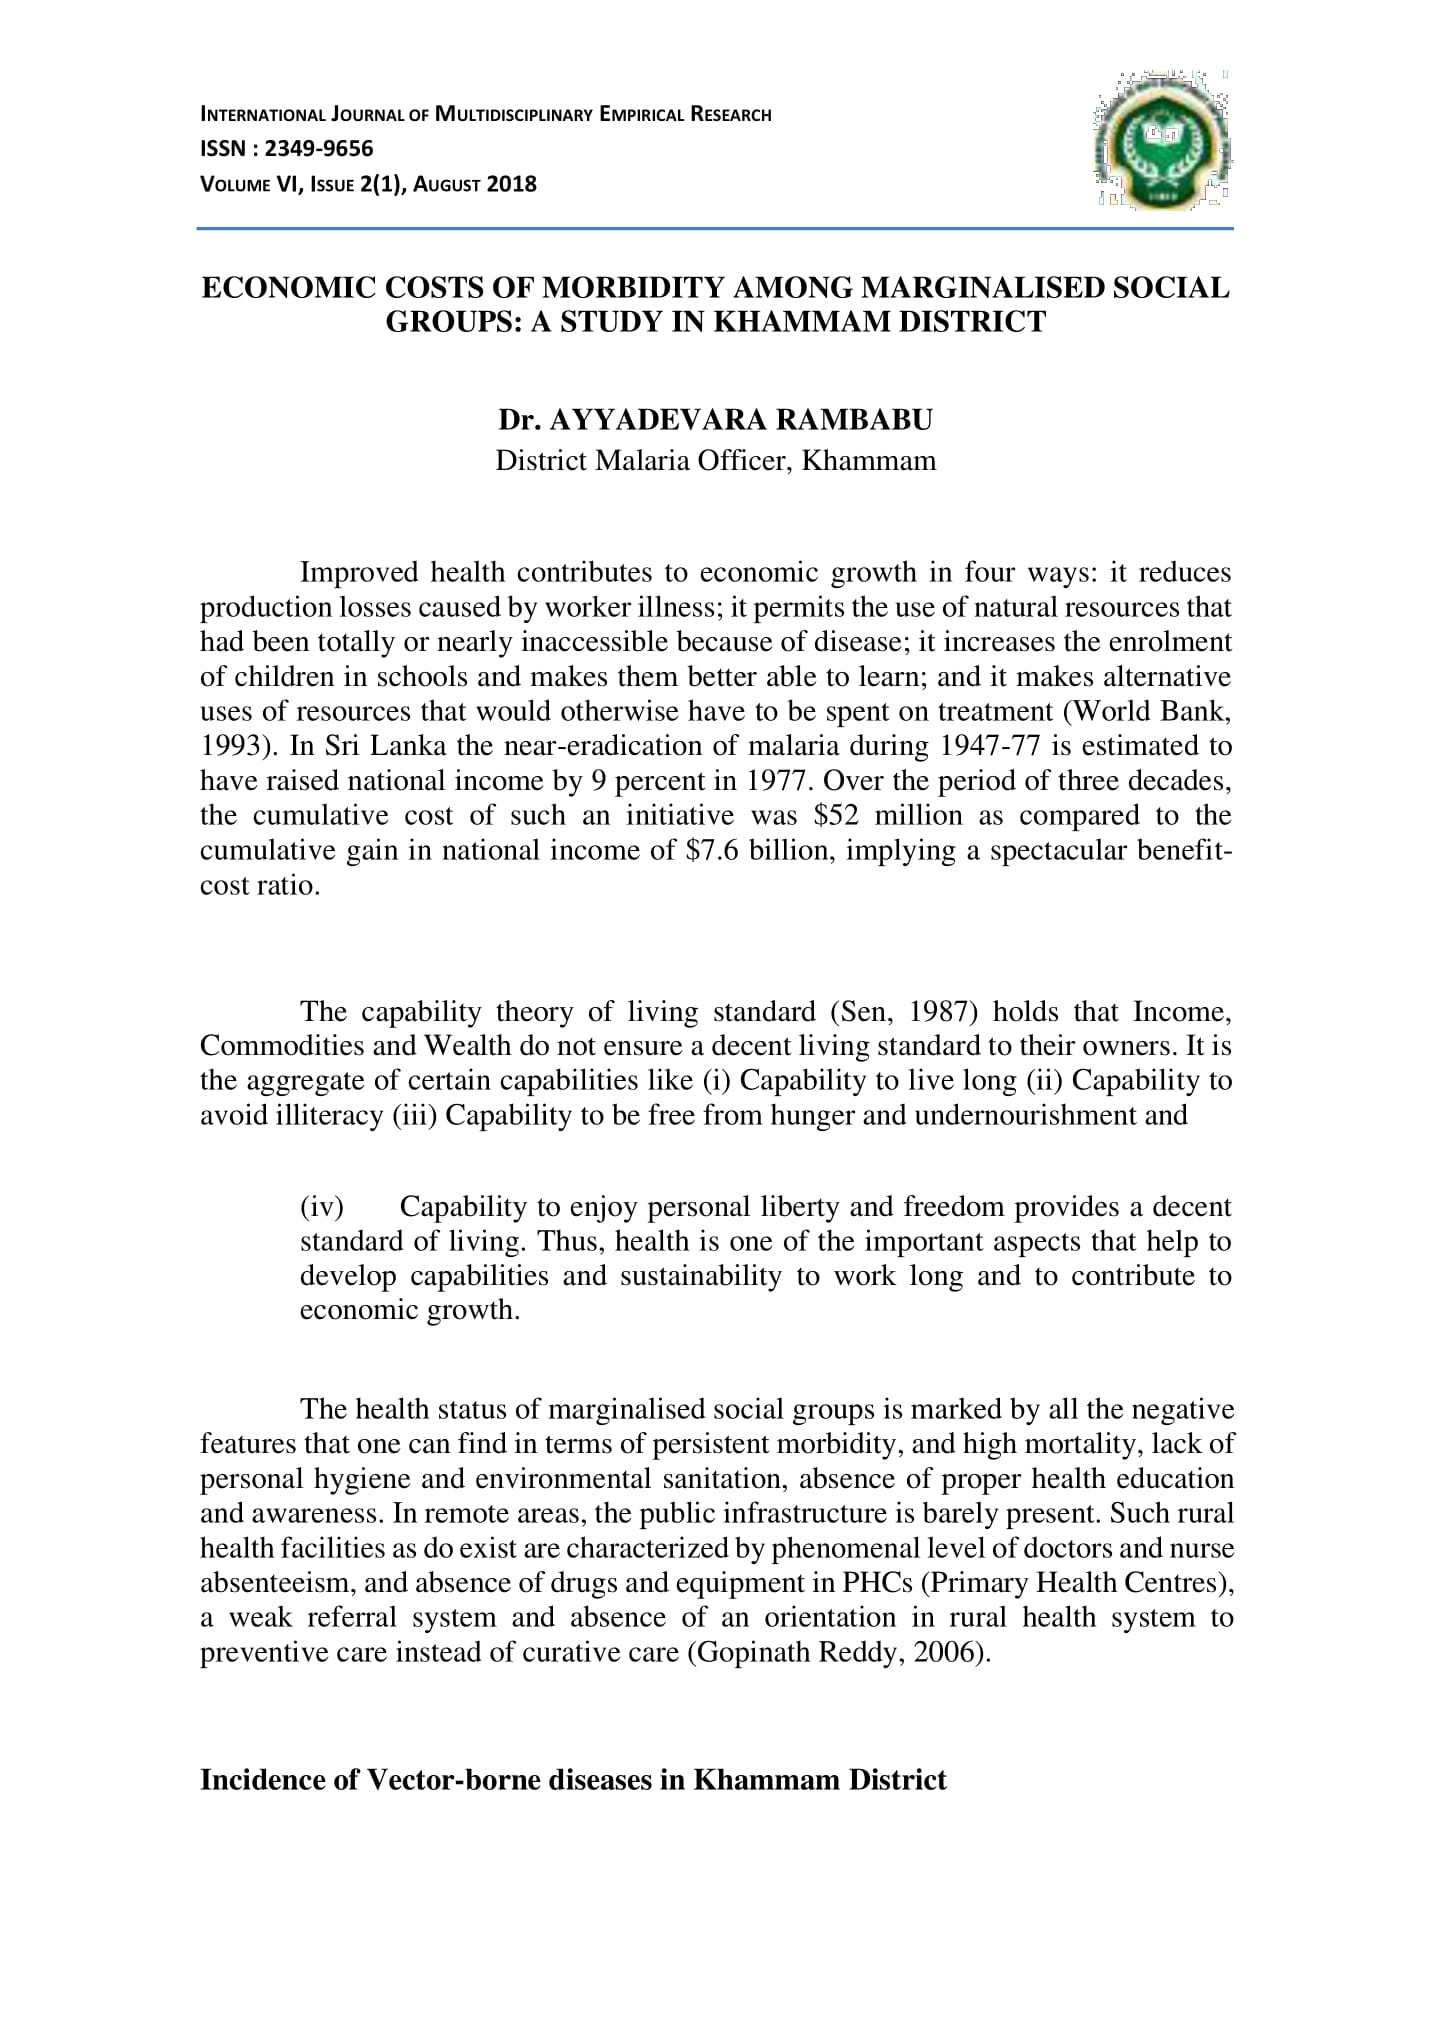 INTERNATIONAL JOURNAL OF MULTIDISCIPLINARY EMPIRICAL RESEARCH
ISSN : 2349-9656
VOLUME VI, ISSUE 2(1), AUGUST 2018
ECONOMIC COSTS OF MORBIDITY AMONG MARGINALISED SOCIAL
GROUPS: A STUDY IN KHAMMAM DISTRICT
Dr. AYYADEVARA RAMBABU
District Malaria Officer, Khammam
Improved health contributes to economic growth in four ways: it reduces
production losses caused by worker illness; it permits the use of natural resources that
had been totally or nearly inaccessible because of disease; it increases the enrolment
of children in schools and makes them better able to learn; and it makes alternative
uses of resources that would otherwise have to be spent on treatment (World Bank,
1993). In Sri Lanka the near-eradication of malaria during 1947-77 is estimated to
have raised national income by 9 percent in 1977. Over the period of three decades,
the cumulative cost of such an initiative was $52 million as compared to the
cumulative gain in national income of $7.6 billion, implying a spectacular benefit-
cost ratio.
The capability theory of living standard (Sen, 1987) holds that Income,
Commodities and Wealth do not ensure a decent living standard to their owners. It is
the aggregate of certain capabilities like (i) Capability to live long (ii) Capability to
avoid illiteracy (iii) Capability to be free from hunger and undernourishment and
(iv) Capability to enjoy personal liberty and freedom provides a decent
standard of living. Thus, health is one of the important aspects that help to
develop capabilities and sustainability to work long and to contribute to
economic growth.
The health status of marginalised social groups is marked by all the negative
features that one can find in terms of persistent morbidity, and high mortality, lack of
personal hygiene and environmental sanitation, absence of proper health education
and awareness. In remote areas, the public infrastructure is barely present. Such rural
health facilities as do exist are characterized by phenomenal level of doctors and nurse
absenteeism, and absence of drugs and equipment in PHCs (Primary Health Centres),
a weak referral system and absence of an orientation in rural health system to
preventive care instead of curative care (Gopinath Reddy, 2006).
Incidence of Vector-borne diseases in Khammam District